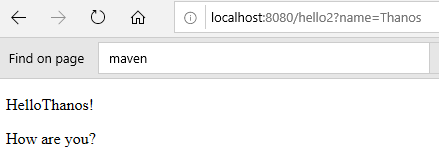 localhost:8080/hello2?name=Thanos
Find on page maven
HelloThanos!
How are you?